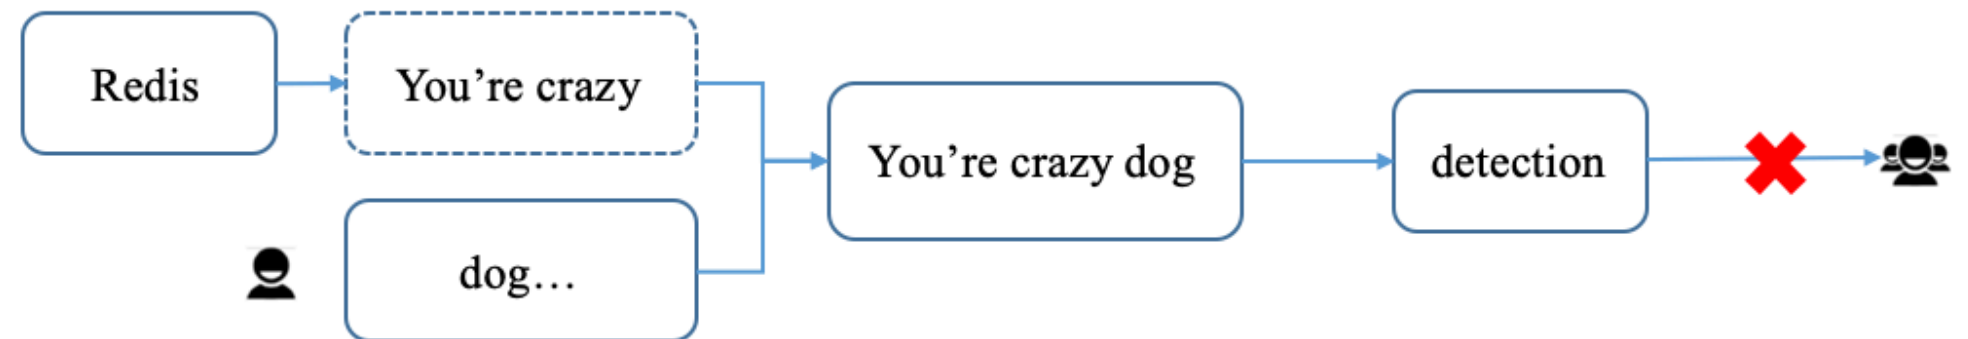 Redis
You’re crazy
dog…
You’re crazy dog
detection